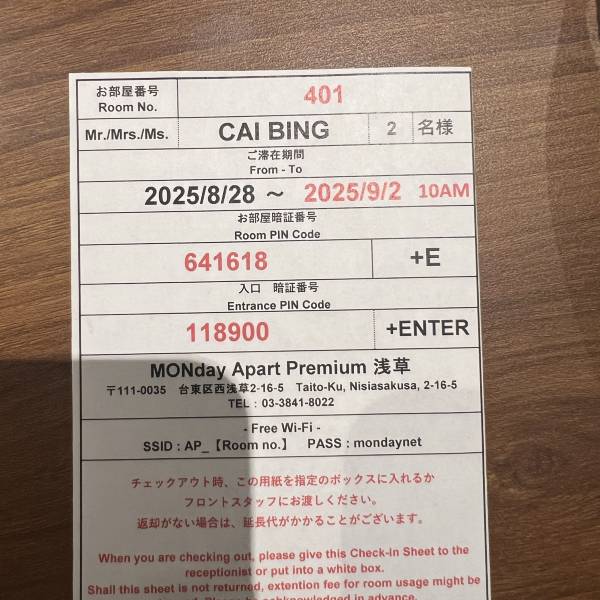 お部屋番号
Room No.
401
Mr./Mrs./Ms.
CAI BING
2
名様
ご滞在期間
From - To
2025/8/28 ～ 2025/9/2 10AM
お部屋暗証番号
Room PIN Code
641618
+E
入口 暗証番号
Entrance PIN Code
118900
+ENTER
MONday Apart Premium 浅草
〒111-0035 台東区西浅草2-16-5 Taito-Ku, Nisiasakusa, 2-16-5
TEL : 03-3841-8022
- Free Wi-Fi -
SSID : AP_【Room no.】 PASS : mondaynet
チェックアウト時、この用紙を指定のボックスに入れるか
フロントスタッフにお渡しください。
返却がない場合は、延長代がかかることがございます。
When you are checking out, please give this Check-in Sheet to the
receptionist or put into a white box.
Shall this sheet is not returned, extention fee for room usage might be
be acknowledged in advance.